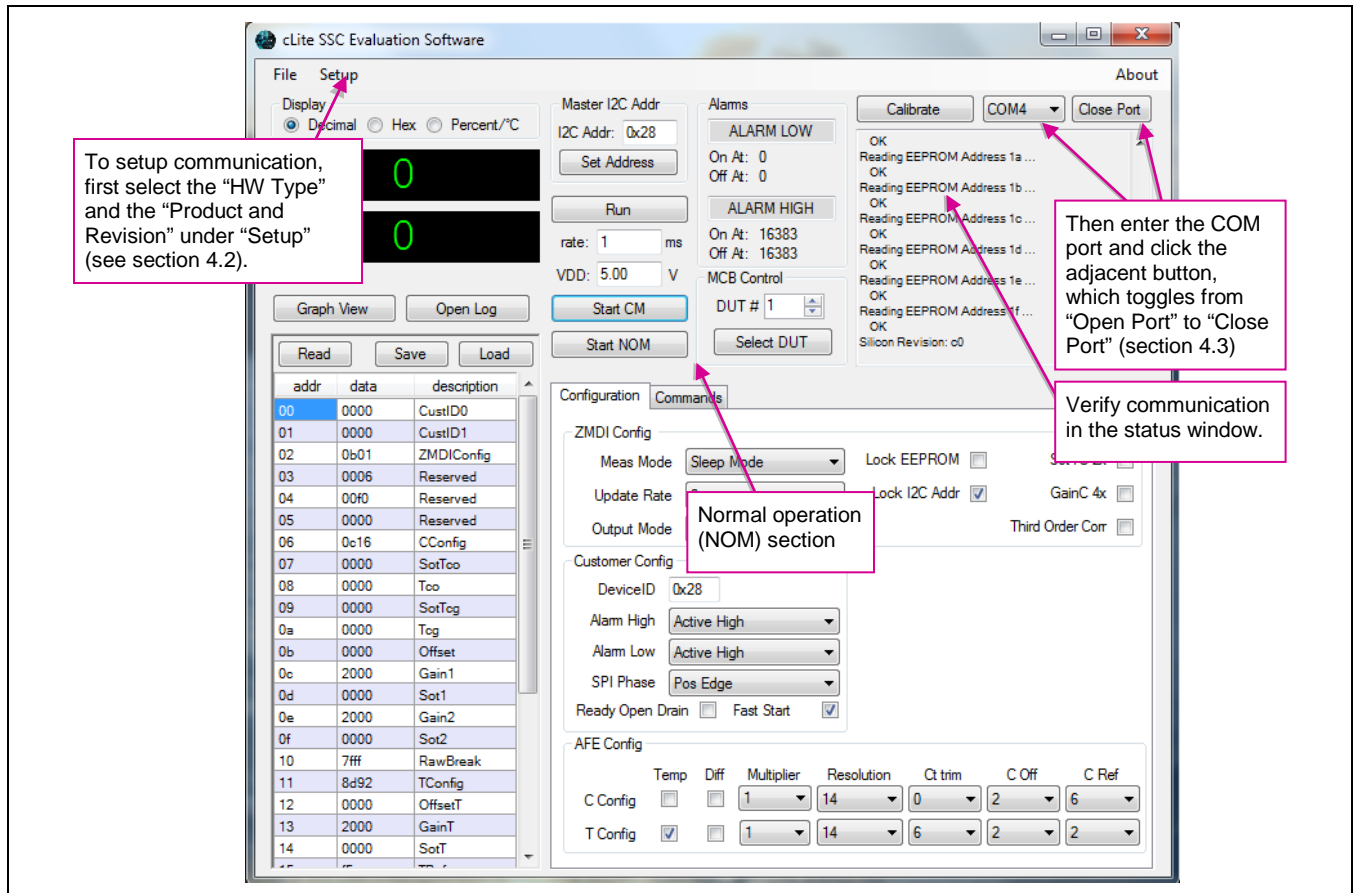 cLite SSC Evaluation Software
File Setup About
Display
Decimal Hex Percent/°C
0
0
Graph View Open Log
Master I2C Addr
I2C Addr: 0x28
Set Address
Run
rate: 1 ms
VDD: 5.00 V
Start CM
Start NOM
Alarms
ALARM LOW
On At: 0
Off At: 0
ALARM HIGH
On At: 16383
Off At: 16383
MCB Control
DUT # 1
Select DUT
Calibrate COM4 Close Port
OK
Reading EEPROM Address 1a ...
OK
Reading EEPROM Address 1b ...
OK
Reading EEPROM Address 1c ...
OK
Reading EEPROM Address 1d ...
OK
Reading EEPROM Address 1e ...
OK
Reading EEPROM Address 1f ...
OK
Silicon Revision: c0
To setup communication,
first select the “HW Type”
and the “Product and
Revision” under “Setup”
(see section 4.2).
Then enter the COM
port and click the
adjacent button,
which toggles from
“Open Port” to “Close
Port” (section 4.3)
Verify communication
in the status window.
Normal operation
(NOM) section
Read Save Load
addr data description
00 0000 CustID0
01 0000 CustID1
02 0b01 ZMDIConfig
03 0006 Reserved
04 00f0 Reserved
05 0000 Reserved
06 0c16 CConfig
07 0000 SotTco
08 0000 Tco
09 0000 SotTcg
0a 0000 Tcg
0b 0000 Offset
0c 2000 Gain1
0d 0000 Sot1
0e 2000 Gain2
0f 0000 Sot2
10 7fff RawBreak
11 8d92 TConfig
12 0000 OffsetT
13 2000 GainT
14 0000 SotT
Configuration Commands
ZMDI Config
Meas Mode Sleep Mode Lock EEPROM
Update Rate Lock I2C Addr GainC 4x
Output Mode Third Order Corr
Customer Config
DeviceID 0x28
Alarm High Active High
Alarm Low Active High
SPI Phase Pos Edge
Ready Open Drain Fast Start
AFE Config
Temp Diff Multiplier Resolution Ct trim C Off C Ref
C Config 1 14 0 2 6
T Config 1 14 6 2 2